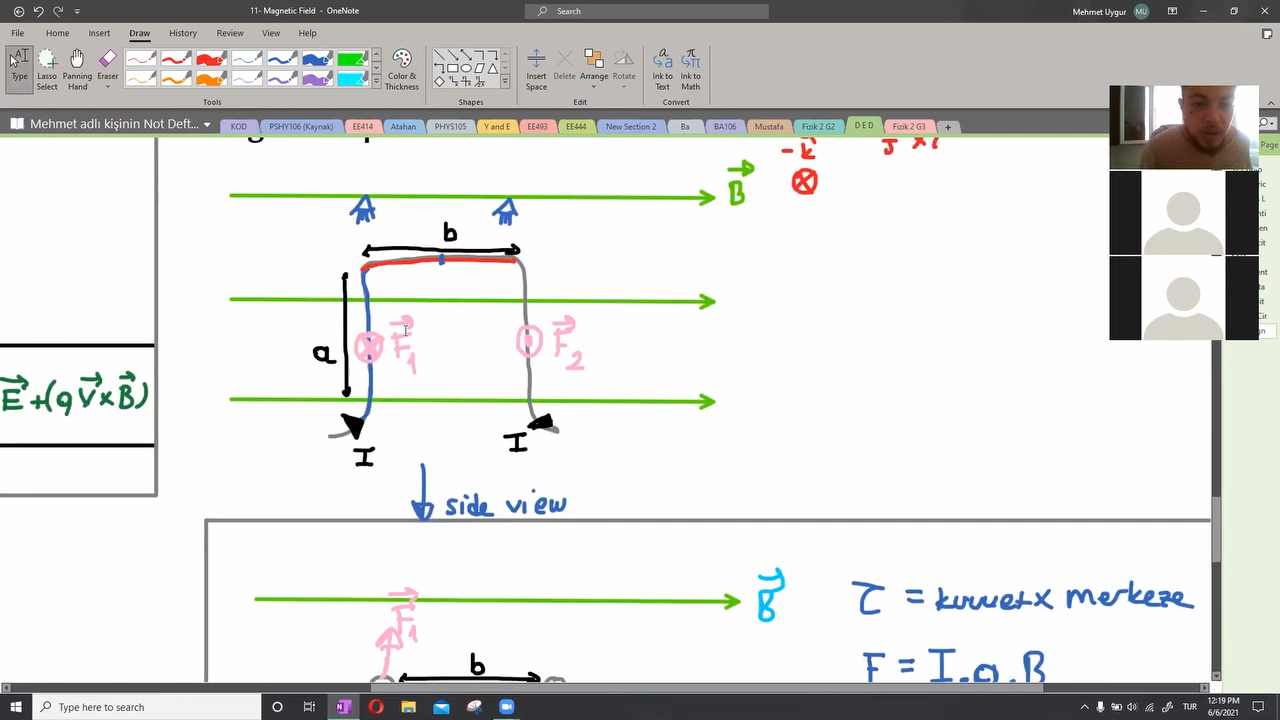 11- Magnetic Field - OneNote
Search
Mehmet Uygur
MU
File Home Insert Draw History Review View Help
Type
Lasso Select
Panning Hand
Eraser
Color & Thickness
Insert Space
Delete
Arrange
Rotate
Ink to Text
Ink to Math
Tools
Shapes
Edit
Convert
Mehmet adlı kişinin Not Deft...
KOD PSHY106 (Kaynak) EE414 Atahan PHYS105 Y and E EE493 EE444 New Section 2 Ba BA106 Mustafa Fizik 2 G2 D E D Fizik 2 G3 +
Page
-k
B
b
a
F1
F2
E+(qV×B)
I
I
side view
B
τ = kuvvet x merkeze
F1
b
F = I.a.B
Type here to search
TUR
12:19 PM
6/6/2021